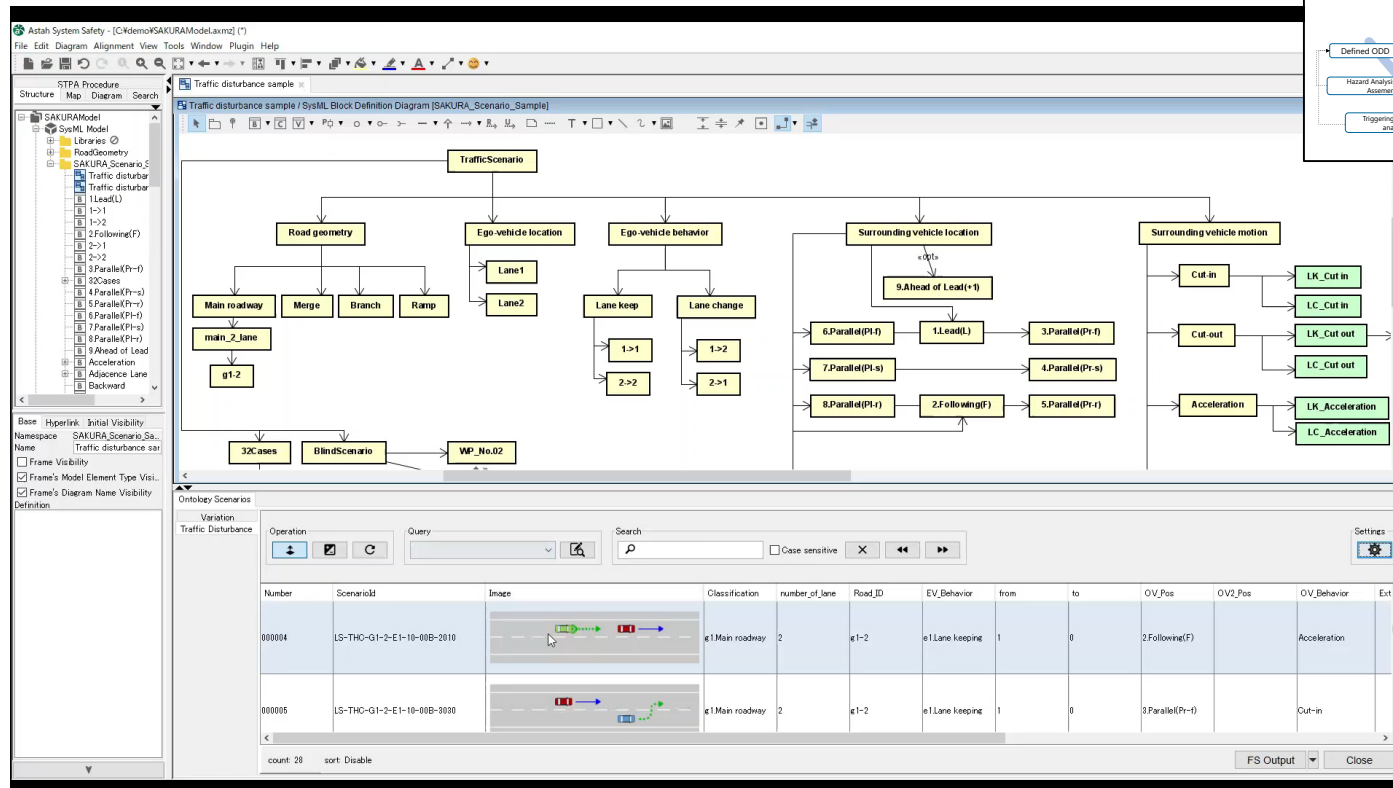 Astah System Safety - [C:¥demo¥SAKURAModel.axmz] (*)
File Edit Diagram Alignment View Tools Window Plugin Help
STPA Procedure
Structure Map Diagram Search
SAKURAModel
SysML Model
Libraries
RoadGeometry
SAKURA_Scenario_S
Traffic disturbar
Traffic disturbar
1.Lead(L)
1->1
1->2
2.Following(F)
2->1
2->2
3.Parallel(Pr-f)
32Cases
4.Parallel(Pr-s)
5.Parallel(Pr-r)
6.Parallel(Pl-f)
7.Parallel(Pl-s)
8.Parallel(Pl-r)
9.Ahead of Lead
Acceleration
Adjacence Lane
Backward
Base Hyperlink Initial Visibility
Namespace SAKURA_Scenario_Sa...
Name Traffic disturbance sar
Frame Visibility
Frame's Model Element Type Visi...
Frame's Diagram Name Visibility
Definition
Traffic disturbance sample
Traffic disturbance sample / SysML Block Definition Diagram [SAKURA_Scenario_Sample]
TrafficScenario
Road geometry
Ego-vehicle location
Ego-vehicle behavior
Surrounding vehicle location
Surrounding vehicle motion
«opt»
Main roadway
Merge
Branch
Ramp
main_2_lane
g1-2
Lane1
Lane2
Lane keep
Lane change
1->1
2->2
1->2
2->1
9.Ahead of Lead(+1)
6.Parallel(Pl-f)
1.Lead(L)
3.Parallel(Pr-f)
7.Parallel(Pl-s)
4.Parallel(Pr-s)
8.Parallel(Pl-r)
2.Following(F)
5.Parallel(Pr-r)
Cut-in
LK_Cut in
LC_Cut in
Cut-out
LK_Cut out
LC_Cut out
Acceleration
LK_Acceleration
LC_Acceleration
32Cases
BlindScenario
WP_No.02
Defined ODD
Hazard Analysis
Assemen
Triggering
ana
Ontology Scenarios
Variation
Traffic Disturbance
Operation
Query
Search
Case sensitive
Settings
Number ScenarioId Image Classification number_of_lane Road_ID EV_Behavior from to OV_Pos OV2_Pos OV_Behavior Ext
000004 LS-THC-G1-2-E1-10-00B-2010 g1.Main roadway 2 g1-2 e1.Lane keeping 1 0 2.Following(F) Acceleration
000005 LS-THC-G1-2-E1-10-00B-3030 g1.Main roadway 2 g1-2 e1.Lane keeping 1 0 3.Parallel(Pr-f) Cut-in
count: 28 sort: Disable
FS Output Close